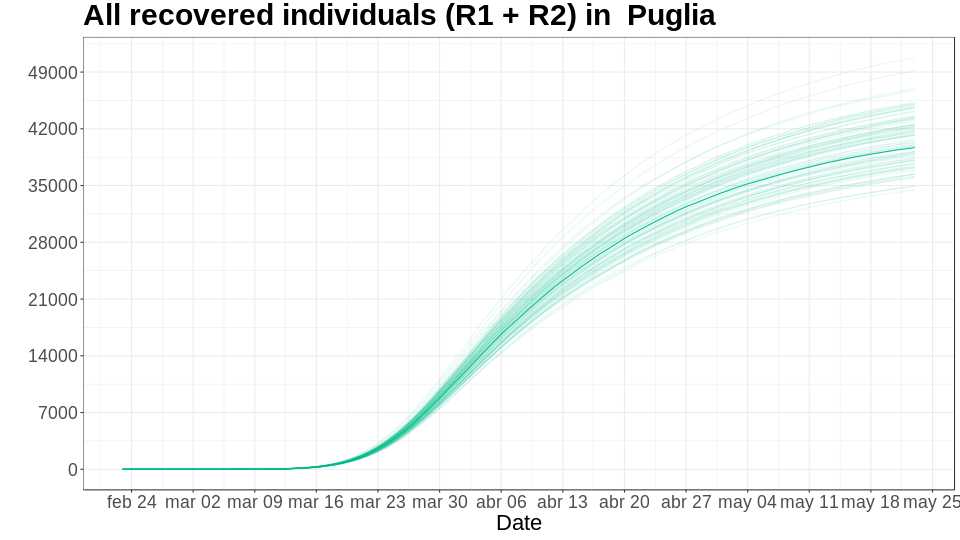 All recovered individuals (R1 + R2) in  Puglia
49000
42000
35000
28000
21000
14000
7000
0
feb 24 mar 02 mar 09 mar 16 mar 23 mar 30 abr 06 abr 13 abr 20 abr 27 may 04 may 11 may 18 may 25
Date